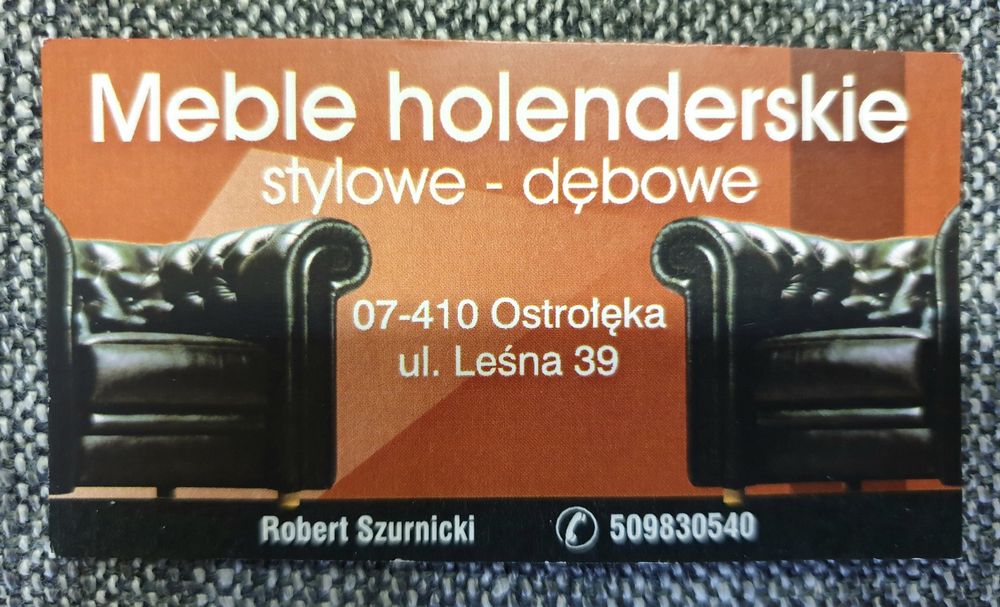 Meble holenderskie
stylowe - dębowe
07-410 Ostrołęka
ul. Leśna 39
Robert Szurnicki 509830540